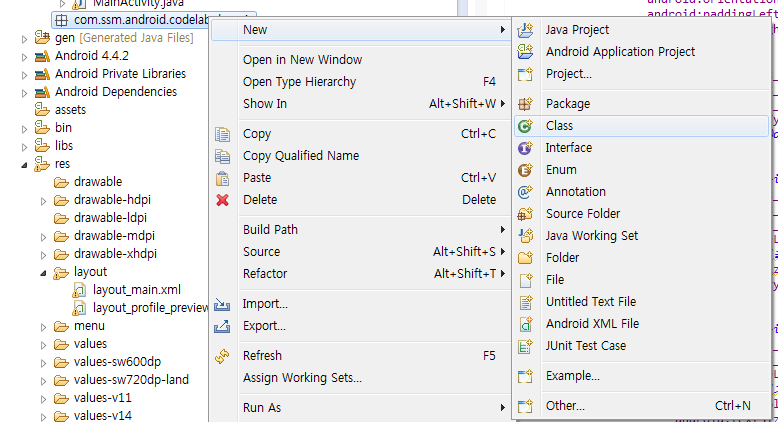 MainActivity.java
com.ssm.android.codelab
gen [Generated Java Files]
Android 4.4.2
Android Private Libraries
Android Dependencies
assets
bin
libs
res
drawable
drawable-hdpi
drawable-ldpi
drawable-mdpi
drawable-xhdpi
layout
layout_main.xml
layout_profile_preview
menu
values
values-sw600dp
values-sw720dp-land
values-v11
values-v14
New
Open in New Window
Open Type Hierarchy F4
Show In Alt+Shift+W
Copy Ctrl+C
Copy Qualified Name
Paste Ctrl+V
Delete Delete
Build Path
Source Alt+Shift+S
Refactor Alt+Shift+T
Import...
Export...
Refresh F5
Assign Working Sets...
Run As
Java Project
Android Application Project
Project...
Package
Class
Interface
Enum
Annotation
Source Folder
Java Working Set
Folder
File
Untitled Text File
Android XML File
JUnit Test Case
Example...
Other... Ctrl+N
android:paddingLeft